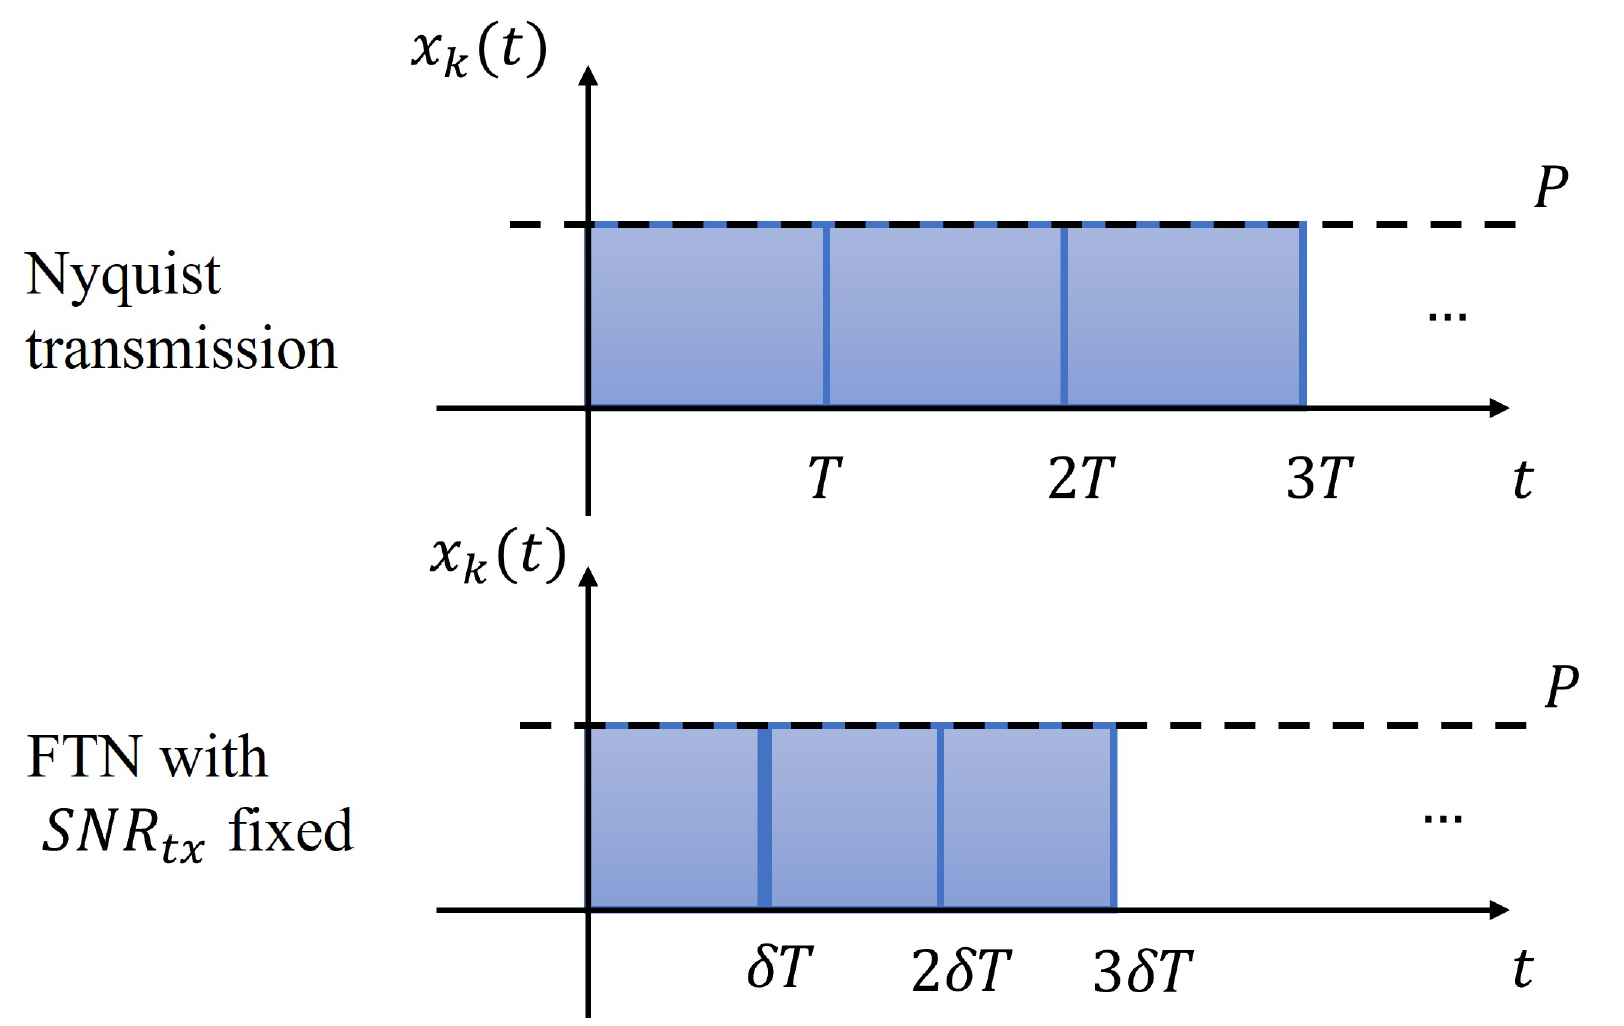 x_k(t)
P
Nyquist
transmission
...
T 2T 3T t
x_k(t)
P
FTN with
SNR_tx fixed
...
δT 2δT 3δT t